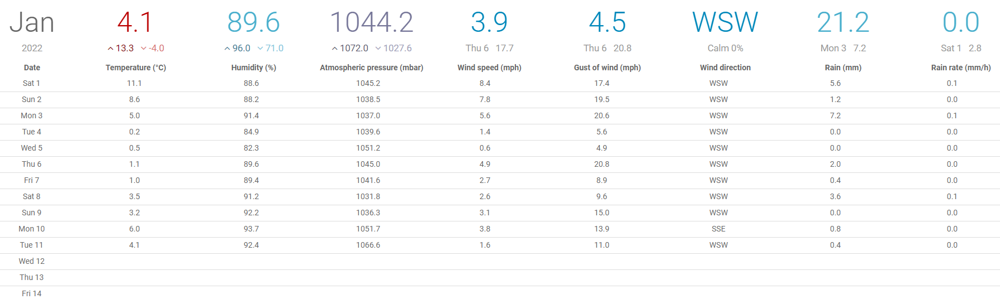 Jan 4.1 89.6 1044.2 3.9 4.5 WSW 21.2 0.0
2022 13.3 -4.0 96.0 71.0 1072.0 1027.6 Thu 6 17.7 Thu 6 20.8 Calm 0% Mon 3 7.2 Sat 1 2.8
Date Temperature (°C) Humidity (%) Atmospheric pressure (mbar) Wind speed (mph) Gust of wind (mph) Wind direction Rain (mm) Rain rate (mm/h)
Sat 1 11.1 88.6 1045.2 8.4 17.4 WSW 5.6 0.1
Sun 2 8.6 88.2 1038.5 7.8 19.5 WSW 1.2 0.0
Mon 3 5.0 91.4 1037.0 5.6 20.6 WSW 7.2 0.1
Tue 4 0.2 84.9 1039.6 1.4 5.6 WSW 0.0 0.0
Wed 5 0.5 82.3 1051.2 0.6 4.9 WSW 0.0 0.0
Thu 6 1.1 89.6 1045.0 4.9 20.8 WSW 2.0 0.0
Fri 7 1.0 89.4 1041.6 2.7 8.9 WSW 0.4 0.0
Sat 8 3.5 91.2 1031.8 2.6 9.6 WSW 3.6 0.1
Sun 9 3.2 92.2 1036.3 3.1 15.0 WSW 0.0 0.0
Mon 10 6.0 93.7 1051.7 3.8 13.9 SSE 0.8 0.0
Tue 11 4.1 92.4 1066.6 1.6 11.0 WSW 0.4 0.0
Wed 12
Thu 13
Fri 14